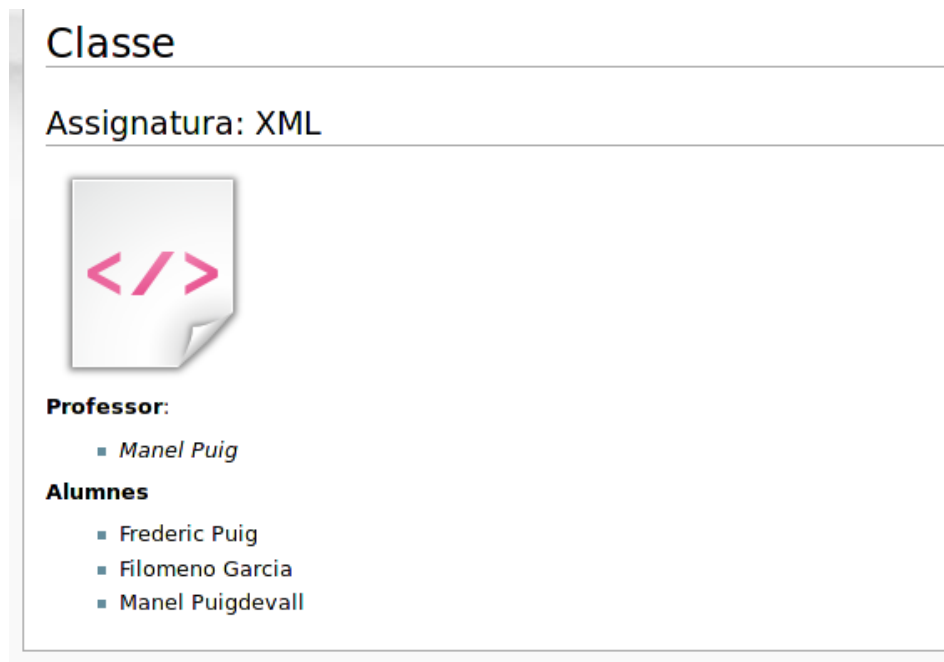 Classe
Assignatura: XML
</>
Professor:
Manel Puig
Alumnes
Frederic Puig
Filomeno Garcia
Manel Puigdevall